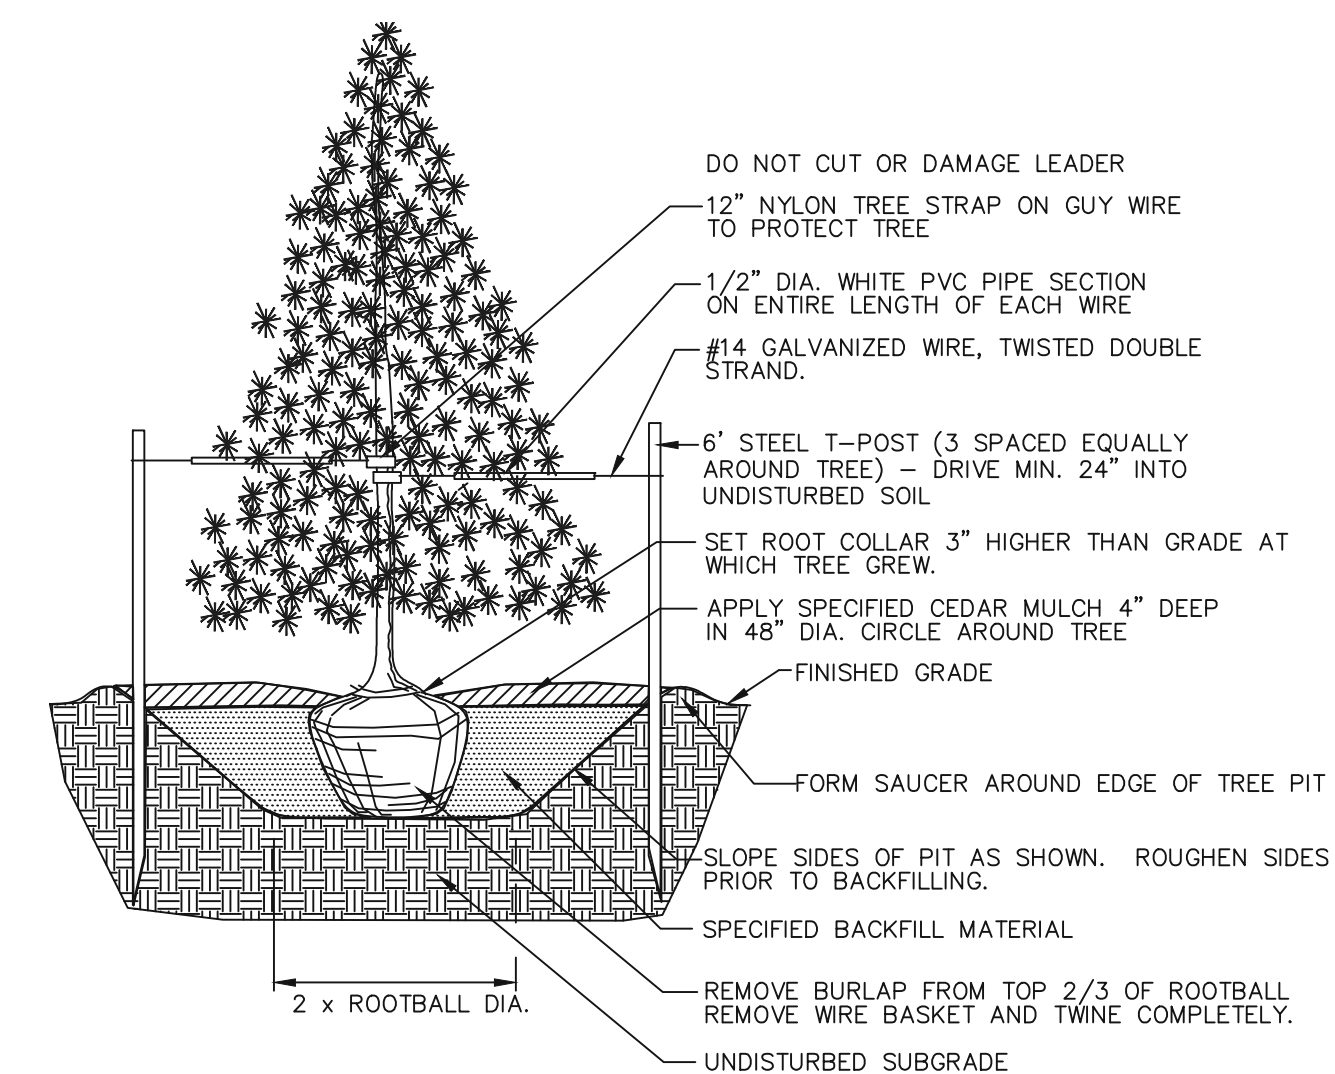 DO NOT CUT OR DAMAGE LEADER
12" NYLON TREE STRAP ON GUY WIRE
TO PROTECT TREE
1/2" DIA. WHITE PVC PIPE SECTION
ON ENTIRE LENGTH OF EACH WIRE
#14 GALVANIZED WIRE, TWISTED DOUBLE
STRAND.
6' STEEL T-POST (3 SPACED EQUALLY
AROUND TREE) – DRIVE MIN. 24" INTO
UNDISTURBED SOIL
SET ROOT COLLAR 3" HIGHER THAN GRADE AT
WHICH TREE GREW.
APPLY SPECIFIED CEDAR MULCH 4" DEEP
IN 48" DIA. CIRCLE AROUND TREE
FINISHED GRADE
FORM SAUCER AROUND EDGE OF TREE PIT
SLOPE SIDES OF PIT AS SHOWN. ROUGHEN SIDES
PRIOR TO BACKFILLING.
SPECIFIED BACKFILL MATERIAL
2 x ROOTBALL DIA.
REMOVE BURLAP FROM TOP 2/3 OF ROOTBALL
REMOVE WIRE BASKET AND TWINE COMPLETELY.
UNDISTURBED SUBGRADE